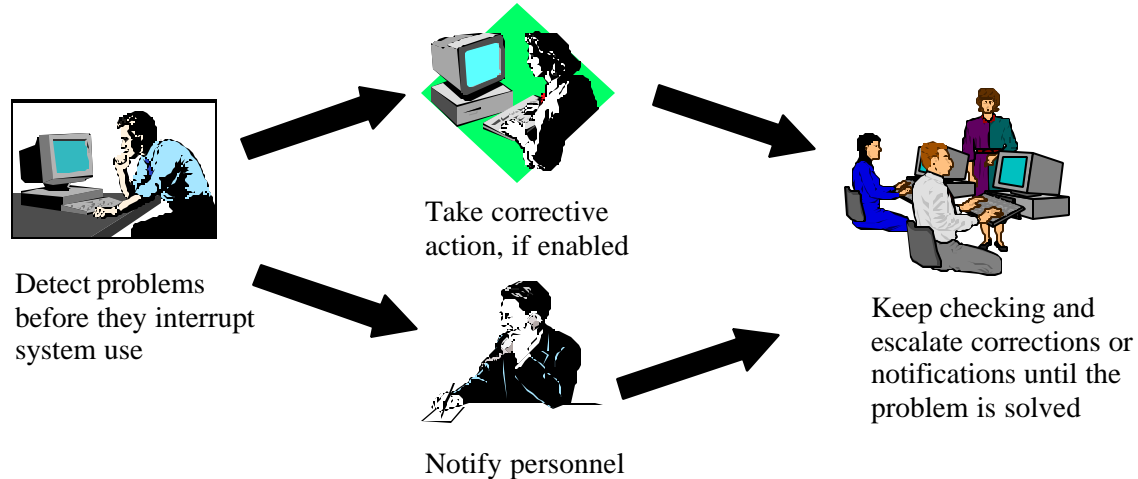 Detect problems
before they interrupt
system use
Take corrective
action, if enabled
Notify personnel
Keep checking and
escalate corrections or
notifications until the
problem is solved